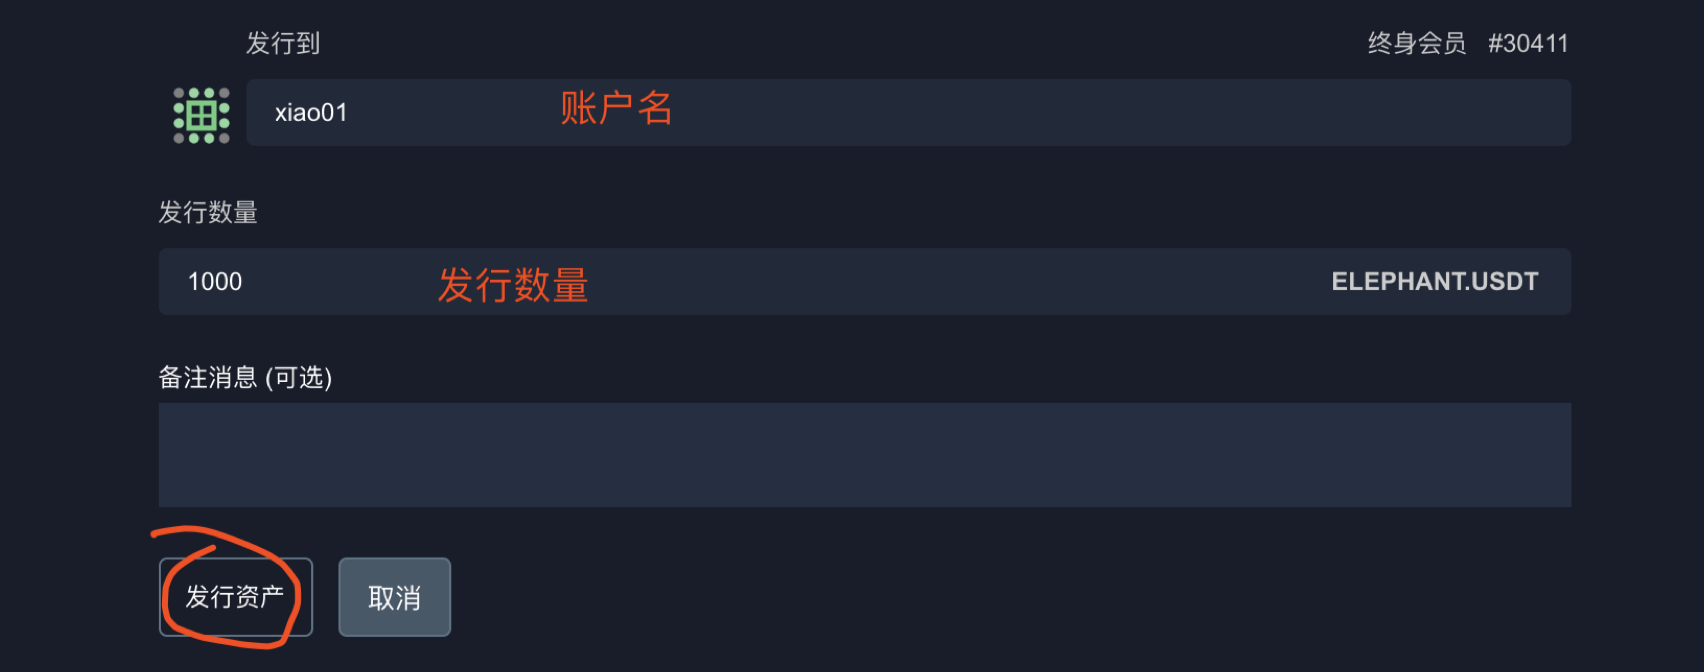 发行到 终身会员 #30411
xiao01 账户名
发行数量
1000 发行数量 ELEPHANT.USDT
备注消息 (可选)
发行资产 取消